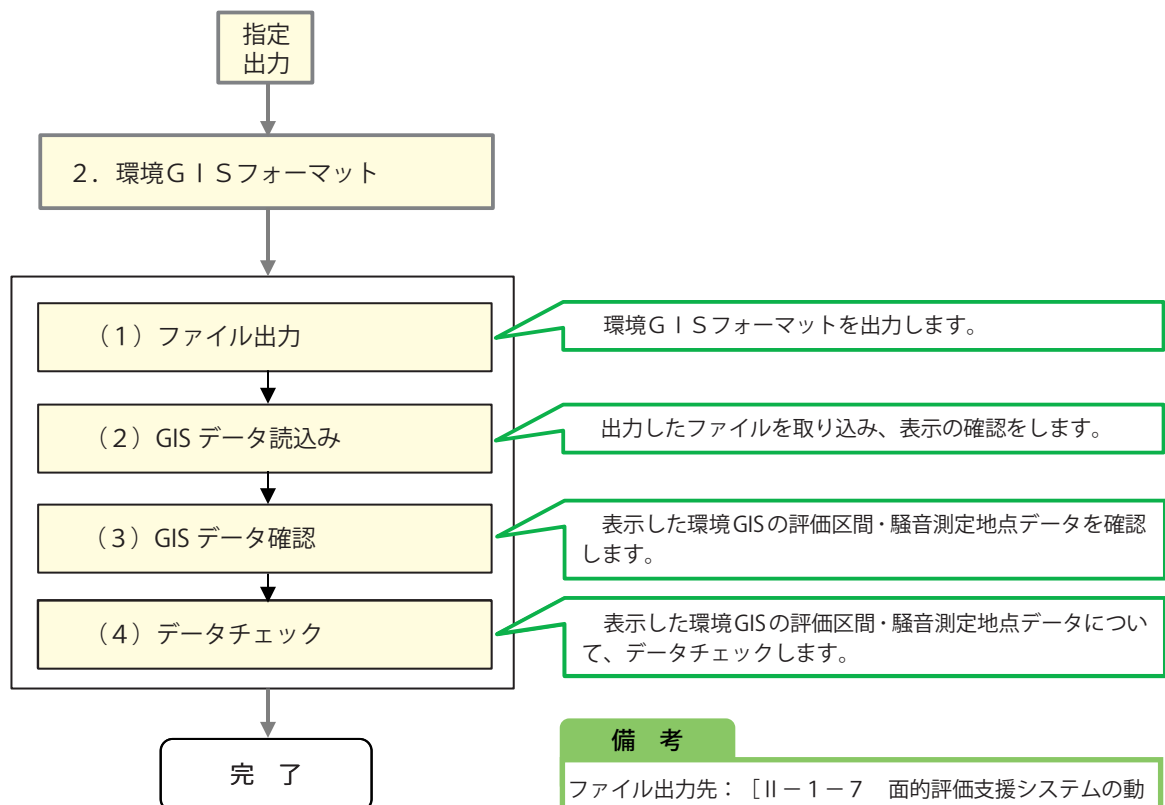 指定
出力
２．環境ＧＩＳフォーマット
（１）ファイル出力
環境ＧＩＳフォーマットを出力します。
（２）GIS データ読込み
出力したファイルを取り込み、表示の確認をします。
（３）GIS データ確認
表示した環境GISの評価区間・騒音測定地点データを確認
します。
（４）データチェック
表示した環境GISの評価区間・騒音測定地点データについ
て、データチェックします。
完　了
備　考
ファイル出力先：［Ⅱ－１－７　面的評価支援システムの動